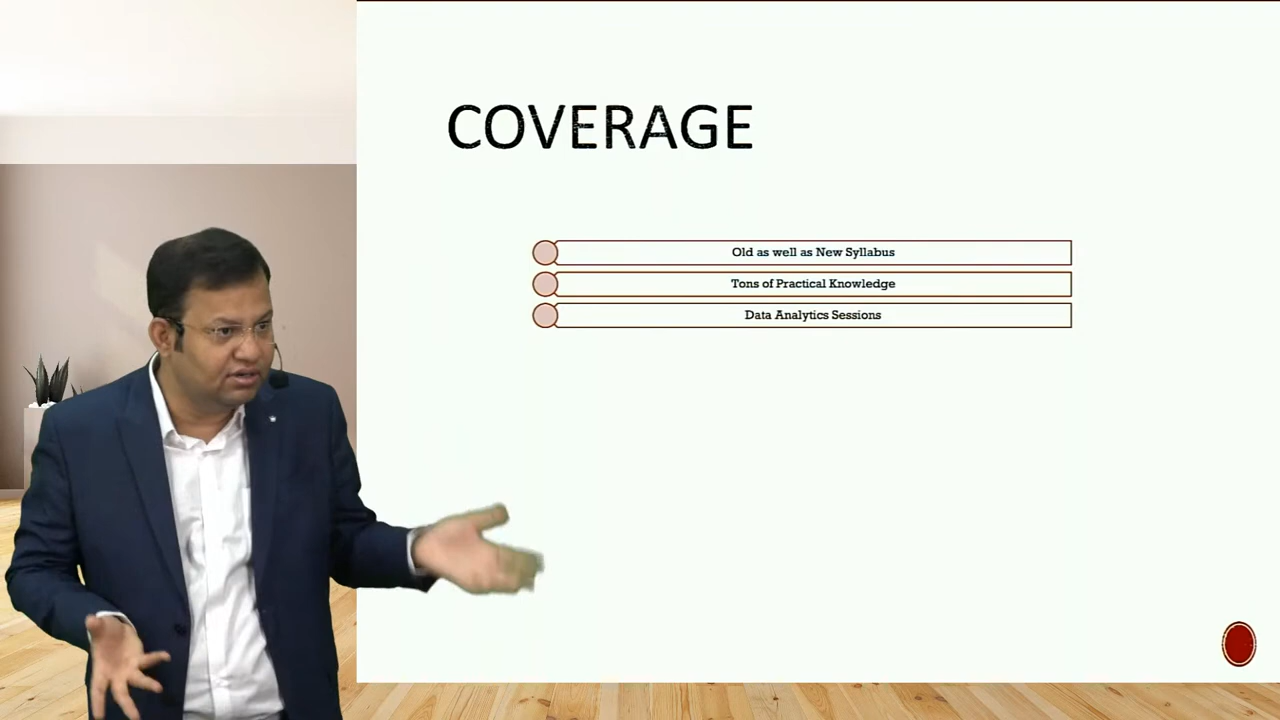 COVERAGE
Old as well as New Syllabus
Tons of Practical Knowledge
Data Analytics Sessions